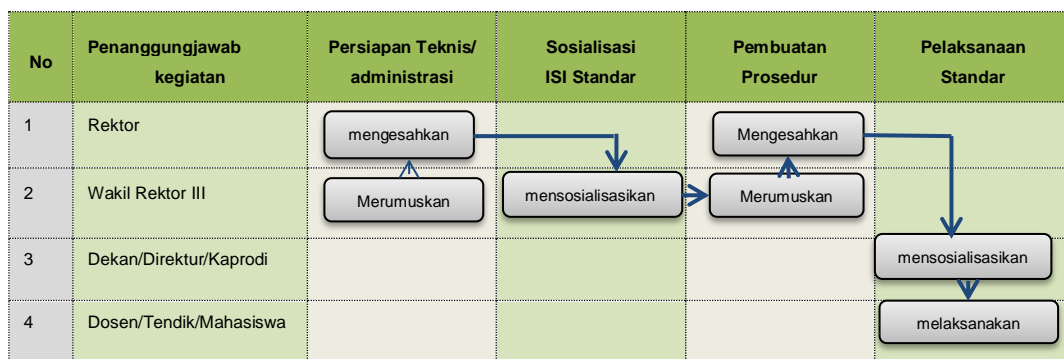 No
Penanggungjawab
kegiatan
Persiapan Teknis/
administrasi
Sosialisasi
ISI Standar
Pembuatan
Prosedur
Pelaksanaan
Standar
1
Rektor
mengesahkan
Mengesahkan
2
Wakil Rektor III
Merumuskan
mensosialisasikan
Merumuskan
3
Dekan/Direktur/Kaprodi
mensosialisasikan
4
Dosen/Tendik/Mahasiswa
melaksanakan